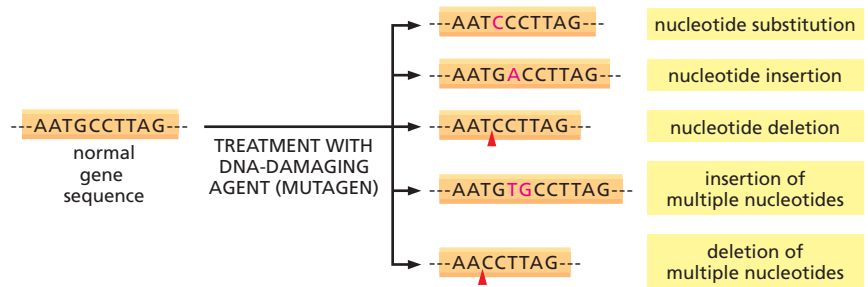 ---AATCCCTTAG---
nucleotide substitution
---AATGACCTTAG---
nucleotide insertion
---AATGCCTTAG---
normal
gene
sequence
TREATMENT WITH
DNA-DAMAGING
AGENT (MUTAGEN)
---AATCCTTAG---
nucleotide deletion
---AATGTGCCTTAG---
insertion of
multiple nucleotides
---AACCTTAG---
deletion of
multiple nucleotides